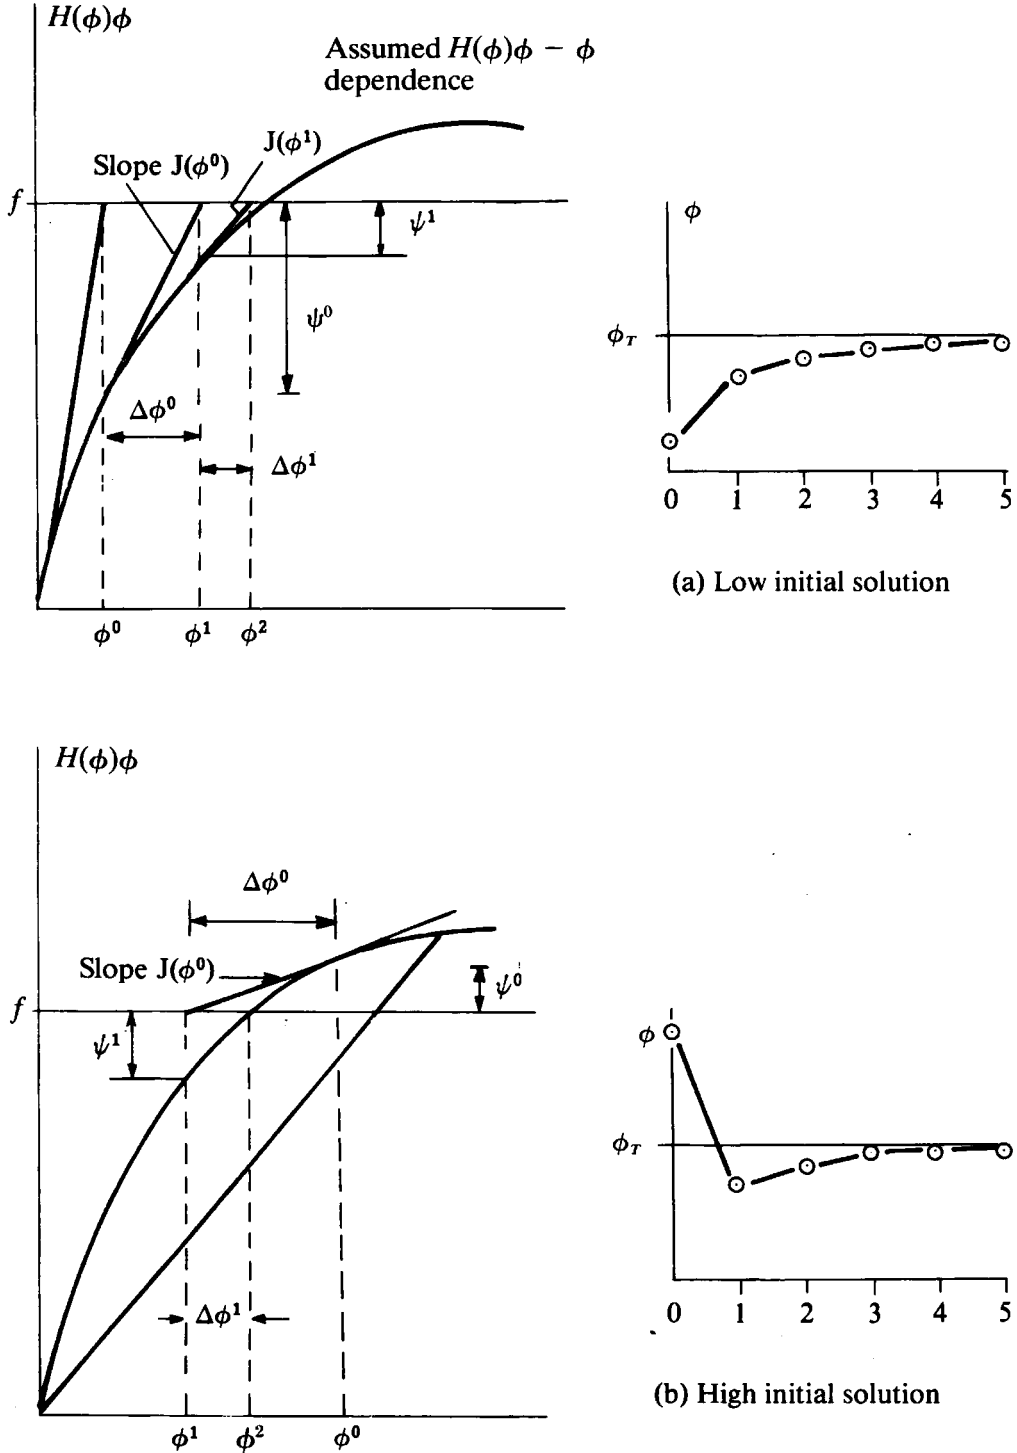 H(ϕ)ϕ
Assumed H(ϕ)ϕ − ϕ
dependence
J(ϕ¹)
Slope J(ϕ⁰)
f
ψ¹
ψ⁰
Δϕ⁰
Δϕ¹
ϕ⁰ ϕ¹ ϕ²
ϕ
ϕ_T
0 1 2 3 4 5
(a) Low initial solution
H(ϕ)ϕ
Δϕ⁰
Slope J(ϕ⁰)
ψ⁰
f
ψ¹
Δϕ¹
ϕ¹ ϕ² ϕ⁰
ϕ
ϕ_T
0 1 2 3 4 5
(b) High initial solution